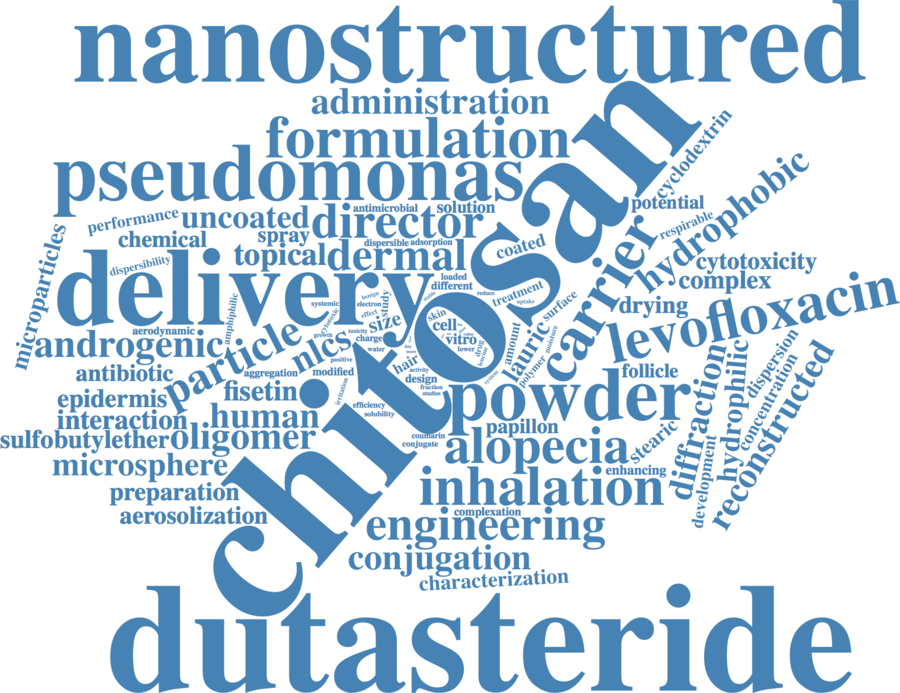 nanostructured
administration
formulation
chitosan
cyclodextrin
pseudomonas
hydrophobic
performance
uncoated
director
antimicrobial
solution
potential
respirable
chemical
spray
topical
dermal
dispersible
adsorption
coated
carrier
microparticles
dispersibility
delivery
loaded
different
treatment
uptake
surface
cytotoxicity
complex
drying
levofloxacin
amphiphilic
systemic
benign
electron
effect
study
stable
reduce
skin
cell
vitro
lower
value
aerodynamic
androgenic
particle
nlcs
size
toxicity
charge
water
growth
cytotoxic
amount
lauric
polymer
moisture
drug
antibiotic
aggregation
positive
modified
hair
activity
design
fraction
studies
system
follicle
diffraction
hydrophilic
dispersion
concentration
reconstructed
epidermis
fisetin
irritation
powder
interaction
human
efficiency
solubility
sulfobutylether
oligomer
coumarin
conjugate
papillon
alopecia
stearic
microsphere
enhancing
development
preparation
inhalation
aerosolization
complexation
engineering
conjugation
characterization
dutasteride